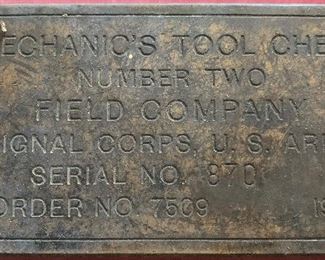 ECHANIC'S TOOL CHE
NUMBER TWO
FIELD COMPANY
IGNAL CORPS, U. S. AR
SERIAL NO. 870
ORDER NO 7509 19